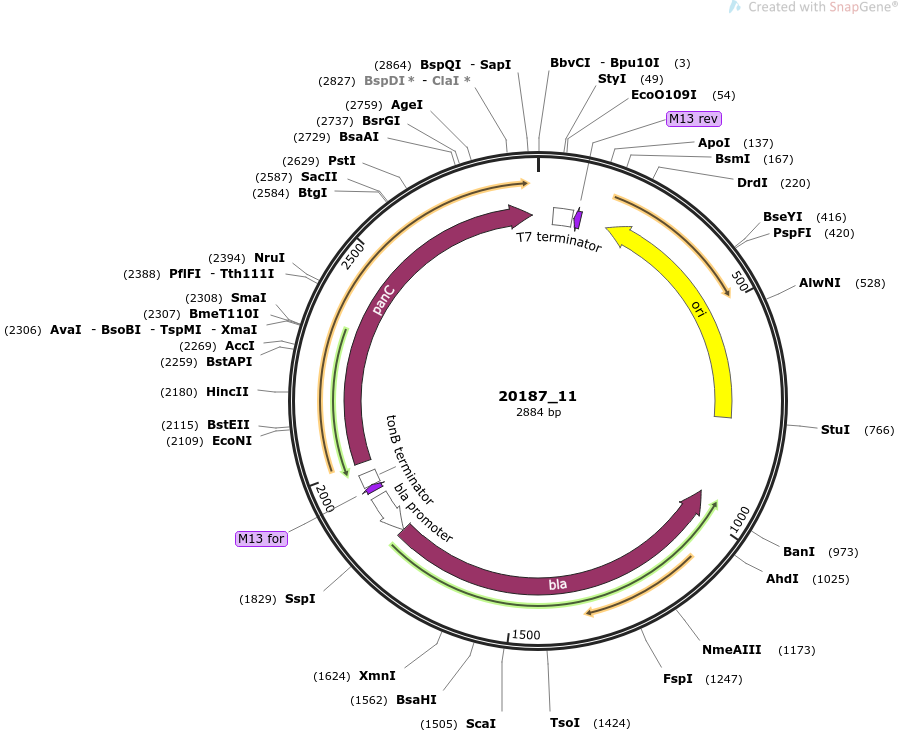 Created with SnapGene®
(2864) BspQI - SapI
(2827) BspDI * - ClaI *
(2759) AgeI
(2737) BsrGI
(2729) BsaAI
(2629) PstI
(2587) SacII
(2584) BtgI
(2394) NruI
(2388) PflFI - Tth111I
(2308) SmaI
(2307) BmeT110I
(2306) AvaI - BsoBI - TspMI - XmaI
(2269) AccI
(2259) BstAPI
(2180) HincII
(2115) BstEII
(2109) EcoNI
M13 for
(1829) SspI
(1624) XmnI
(1562) BsaHI
(1505) ScaI
BbvCI - Bpu10I (3)
StyI (49)
EcoO109I (54)
M13 rev
ApoI (137)
BsmI (167)
DrdI (220)
BseYI (416)
PspFI (420)
AlwNI (528)
StuI (766)
BanI (973)
AhdI (1025)
NmeAIII (1173)
FspI (1247)
TsoI (1424)
T7 terminator
ori
panC
tonB terminator
bla promoter
bla
500
1000
1500
2000
2500
20187_11
2884 bp